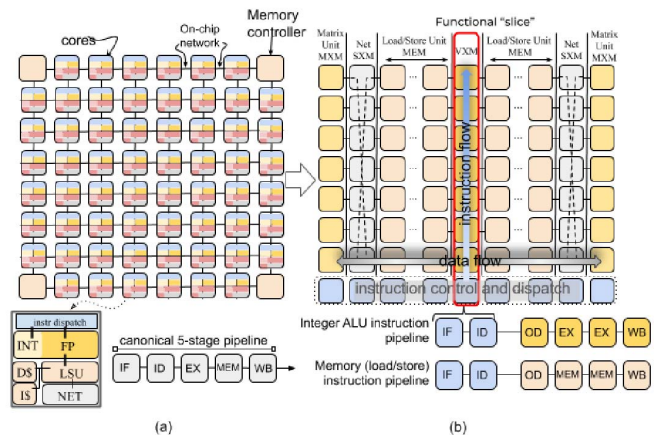 cores
On-chip
network
Memory
controller
instr dispatch
INT
FP
D$
LSU
I$
NET
canonical 5-stage pipeline
IF
ID
EX
MEM
WB
(a)
Functional “slice”
Matrix
Unit
MXM
Net
SXM
Load/Store Unit
MEM
VXM
Load/Store Unit
MEM
Net
SXM
Matrix
Unit
MXM
...
...
...
...
...
...
...
...
...
...
...
...
...
...
instruction flow
data flow
instruction control and dispatch
Integer ALU instruction
pipeline
IF
ID
OD
EX
EX
WB
Memory (load/store)
instruction pipeline
IF
ID
OD
MEM
MEM
WB
(b)